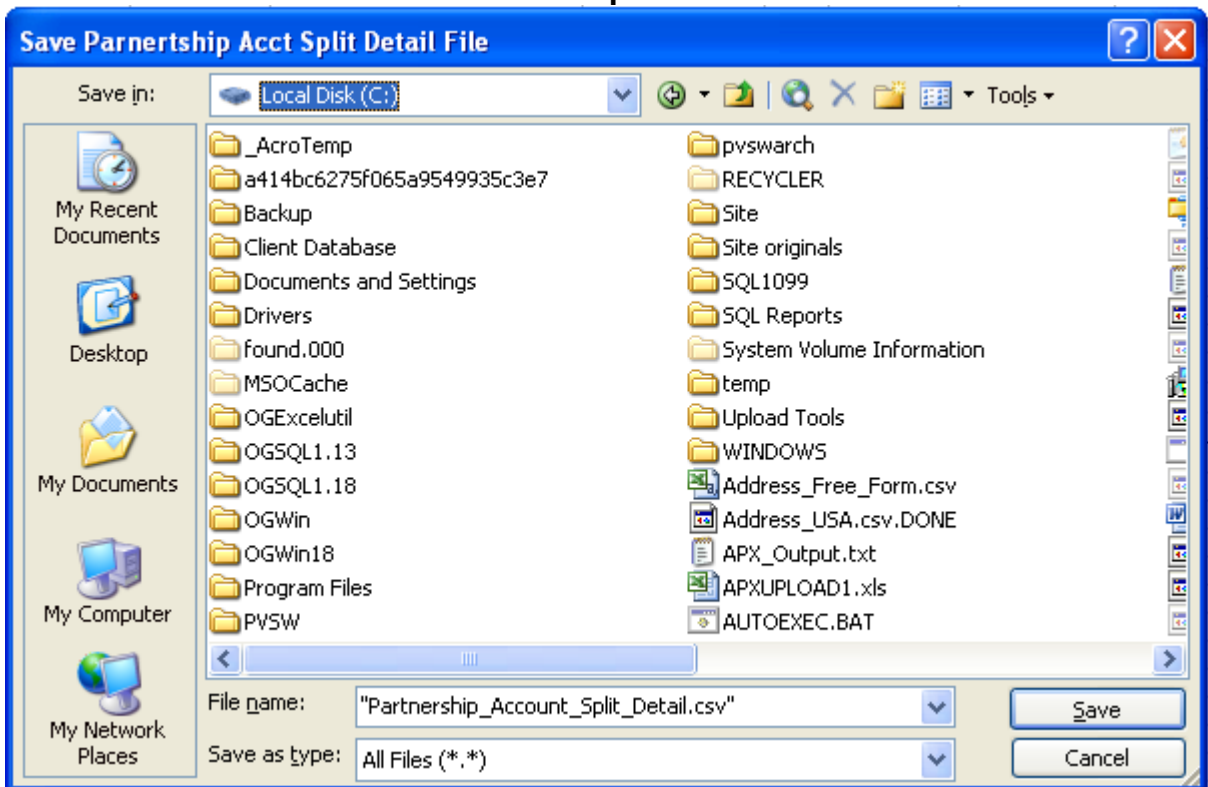 Save Parnertship Acct Split Detail File
Save in:
Local Disk (C:)
Tools
My Recent
Documents
Desktop
My Documents
My Computer
My Network
Places
_AcroTemp
a414bc6275f065a9549935c3e7
Backup
Client Database
Documents and Settings
Drivers
found.000
MSOCache
OGExcelutil
OGSQL1.13
OGSQL1.18
OGWin
OGWin18
Program Files
PVSW
pvswarch
RECYCLER
Site
Site originals
SQL1099
SQL Reports
System Volume Information
temp
Upload Tools
WINDOWS
Address_Free_Form.csv
Address_USA.csv.DONE
APX_Output.txt
APXUPLOAD1.xls
AUTOEXEC.BAT
File name:
"Partnership_Account_Split_Detail.csv"
Save
Save as type:
All Files (*.*)
Cancel